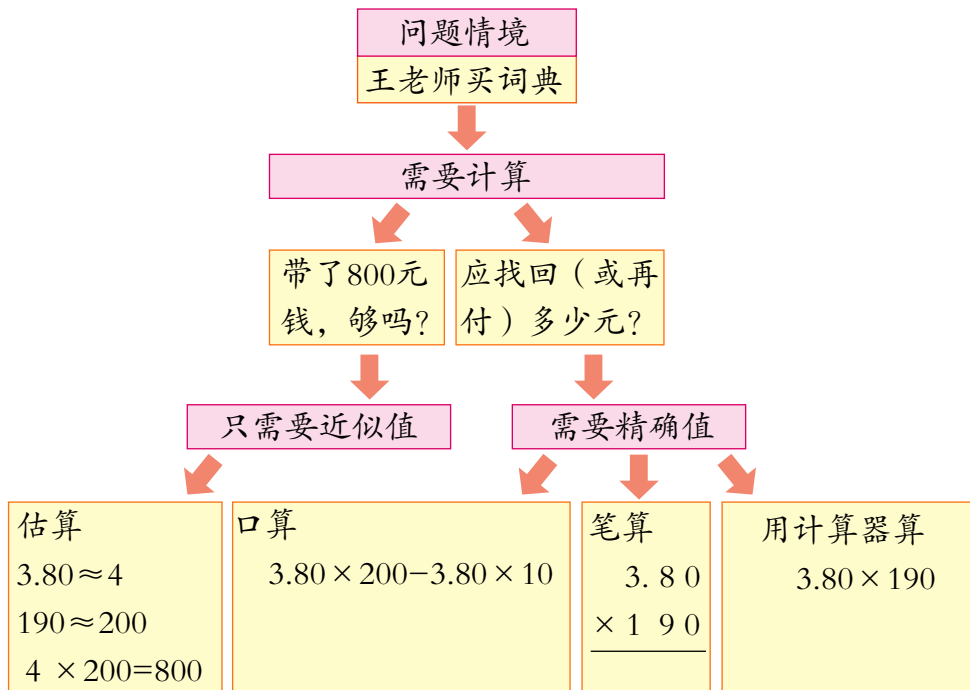 问题情境
王老师买词典
需要计算
带了800元
钱，够吗？
应找回（或再
付）多少元？
只需要近似值
需要精确值
估算
3.80≈4
190≈200
4 ×200=800
口算
3.80×200−3.80×10
笔算
3. 8 0
× 1 9 0
用计算器算
3.80×190